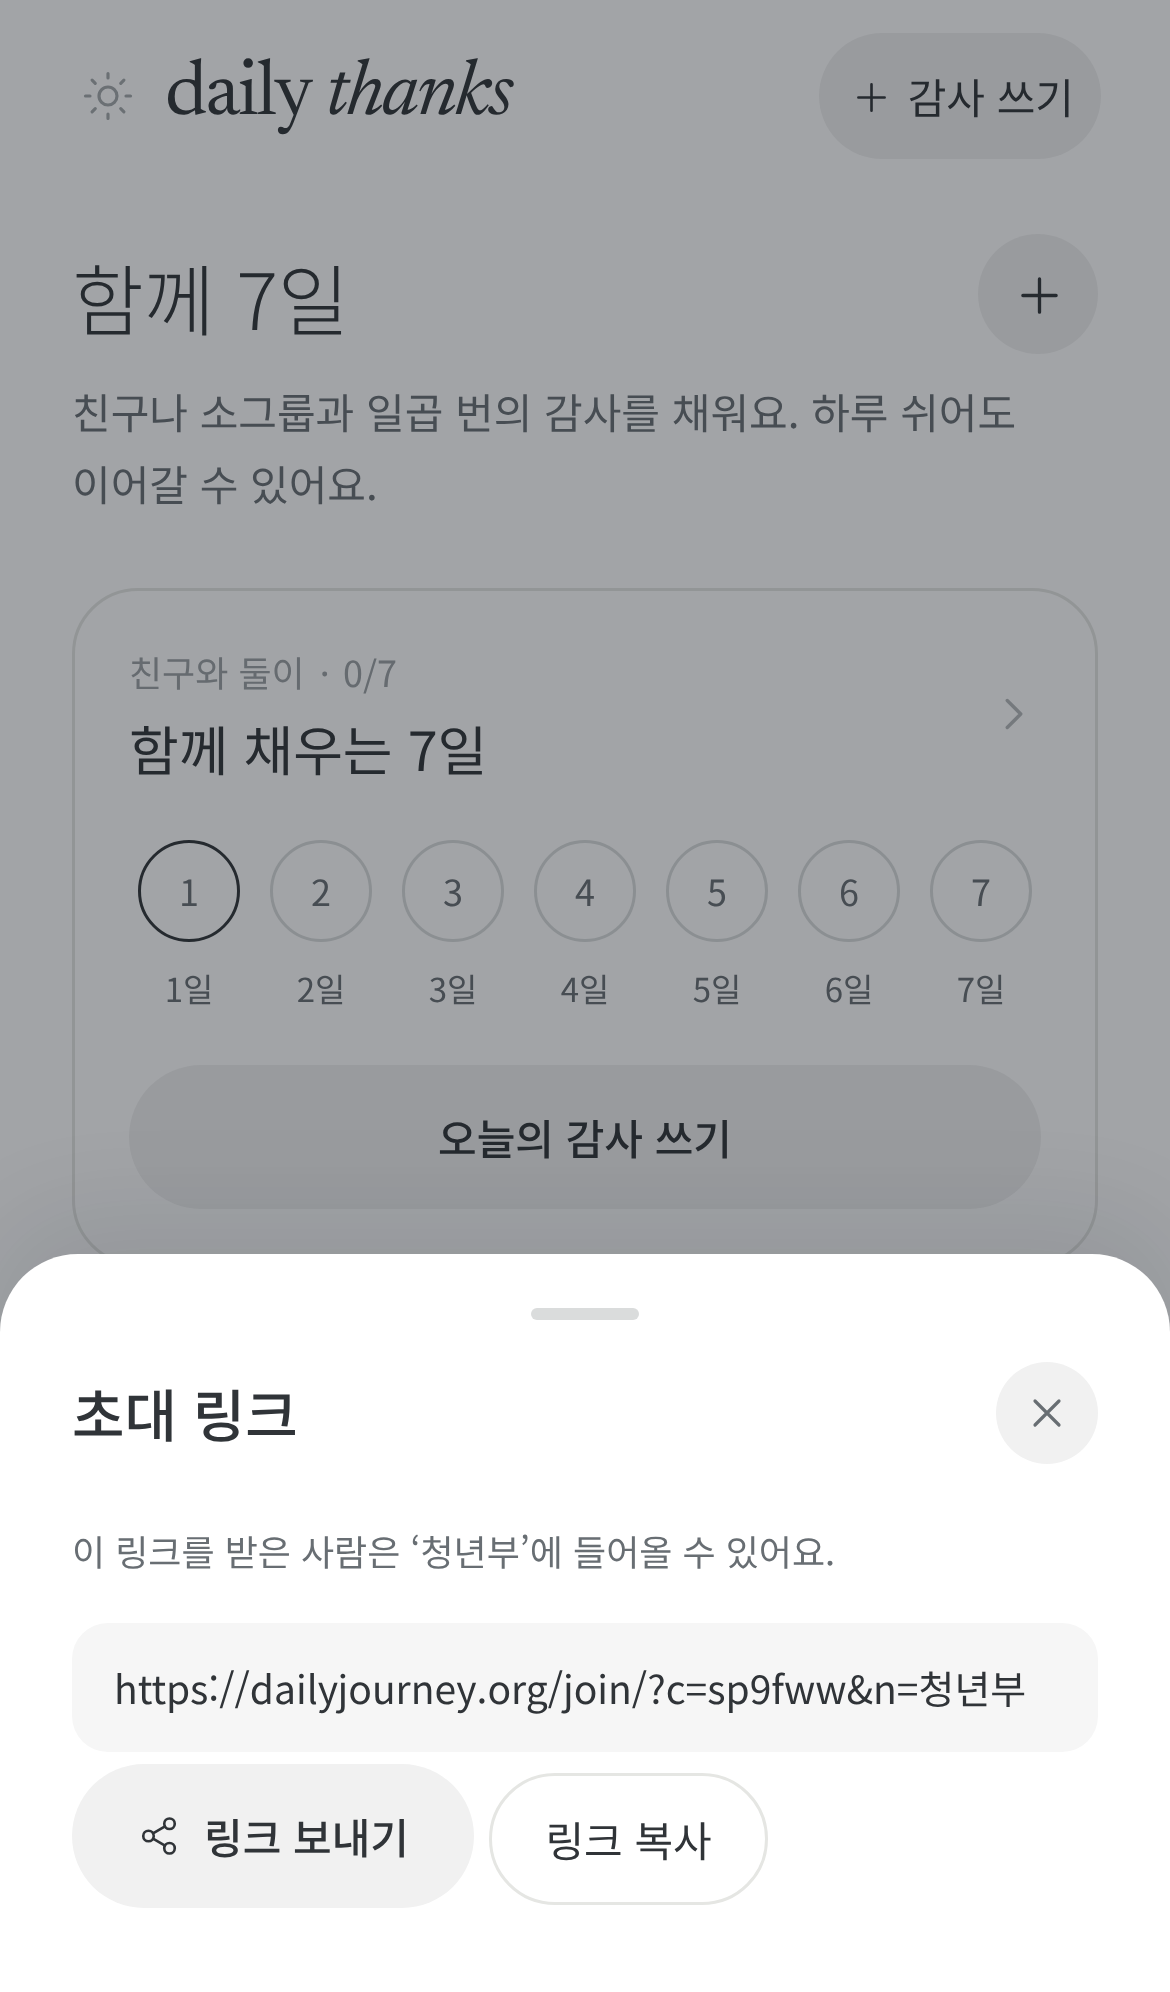 daily thanks
+ 감사 쓰기
함께 7일
친구나 소그룹과 일곱 번의 감사를 채워요. 하루 쉬어도
이어갈 수 있어요.
친구와 둘이 · 0/7
함께 채우는 7일
1 2 3 4 5 6 7
1일 2일 3일 4일 5일 6일 7일
오늘의 감사 쓰기
초대 링크
이 링크를 받은 사람은 ‘청년부’에 들어올 수 있어요.
https://dailyjourney.org/join/?c=sp9fww&n=청년부
링크 보내기
링크 복사